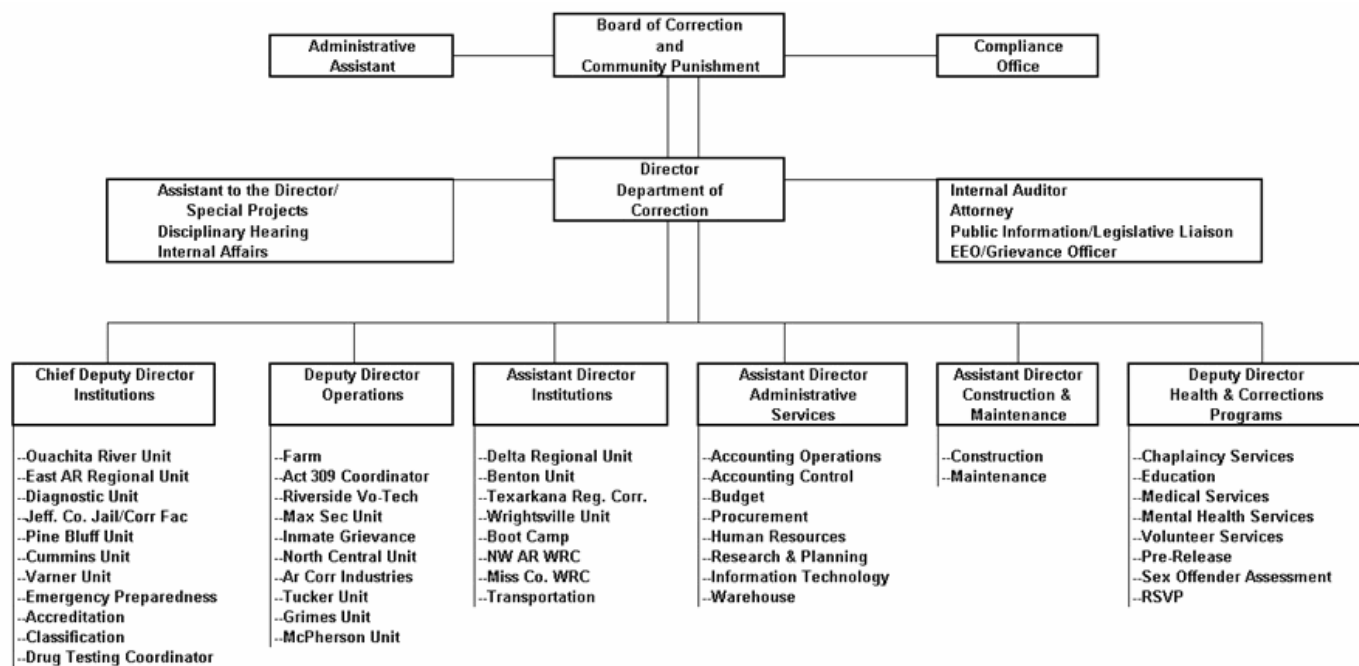 Board of Correction
and
Community Punishment
Administrative
Assistant
Compliance
Office
Director
Department of
Correction
Assistant to the Director/
Special Projects
Disciplinary Hearing
Internal Affairs
Internal Auditor
Attorney
Public Information/Legislative Liaison
EEO/Grievance Officer
Chief Deputy Director
Institutions
--Ouachita River Unit
--East AR Regional Unit
--Diagnostic Unit
--Jeff. Co. Jail/Corr Fac
--Pine Bluff Unit
--Cummins Unit
--Varner Unit
--Emergency Preparedness
--Accreditation
--Classification
--Drug Testing Coordinator
Deputy Director
Operations
--Farm
--Act 309 Coordinator
--Riverside Vo-Tech
--Max Sec Unit
--Inmate Grievance
--North Central Unit
--Ar Corr Industries
--Tucker Unit
--Grimes Unit
--McPherson Unit
Assistant Director
Institutions
--Delta Regional Unit
--Benton Unit
--Texarkana Reg. Corr.
--Wrightsville Unit
--Boot Camp
--NW AR WRC
--Miss Co. WRC
--Transportation
Assistant Director
Administrative
Services
--Accounting Operations
--Accounting Control
--Budget
--Procurement
--Human Resources
--Research & Planning
--Information Technology
--Warehouse
Assistant Director
Construction &
Maintenance
--Construction
--Maintenance
Deputy Director
Health & Corrections
Programs
--Chaplaincy Services
--Education
--Medical Services
--Mental Health Services
--Volunteer Services
--Pre-Release
--Sex Offender Assessment
--RSVP